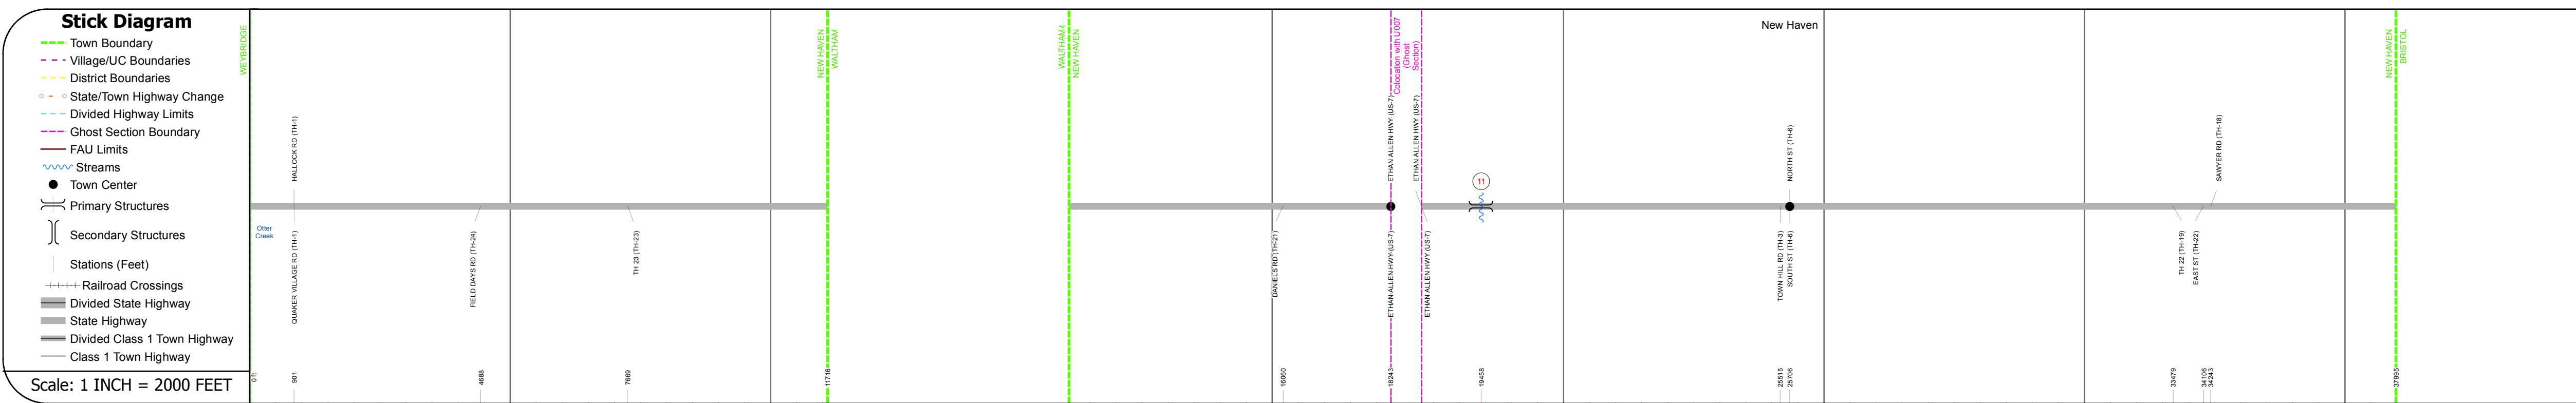 Stick Diagram
Town Boundary
Village/UC Boundaries
District Boundaries
State/Town Highway Change
Divided Highway Limits
Ghost Section Boundary
FAU Limits
Streams
Town Center
Primary Structures
Secondary Structures
Stations (Feet)
Railroad Crossings
Divided State Highway
State Highway
Divided Class 1 Town Highway
Class 1 Town Highway
Scale: 1 INCH = 2000 FEET
WEYBRIDGE
NEW HAVEN
WALTHAM
WALTHAM
NEW HAVEN
Colocation with U007
(Ghost
Section)
New Haven
NEW HAVEN
BRISTOL
HALLOCK RD (TH-1)
ETHAN ALLEN HWY (US-7)
ETHAN ALLEN HWY (US-7)
11
NORTH ST (TH-6)
SAWYER RD (TH-18)
Otter
Creek
QUAKER VILLAGE RD (TH-1)
FIELD DAYS RD (TH-24)
TH 23 (TH-23)
DANIELS RD (TH-21)
ETHAN ALLEN HWY (US-7)
ETHAN ALLEN HWY (US-7)
TOWN HILL RD (TH-3)
SOUTH ST (TH-6)
TH 22 (TH-19)
EAST ST (TH-22)
0 ft
901
4688
7669
11716
16060
18243
19458
25515
25706
33479
34106
34243
37995